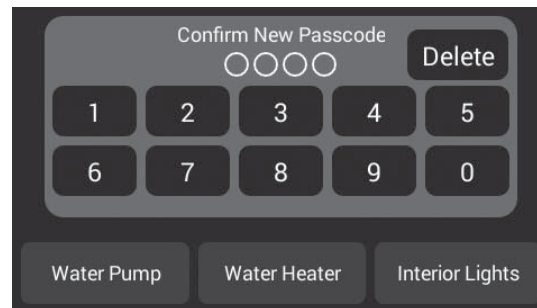 Confirm New Passcode
Delete
1 2 3 4 5
6 7 8 9 0
Water Pump Water Heater Interior Lights